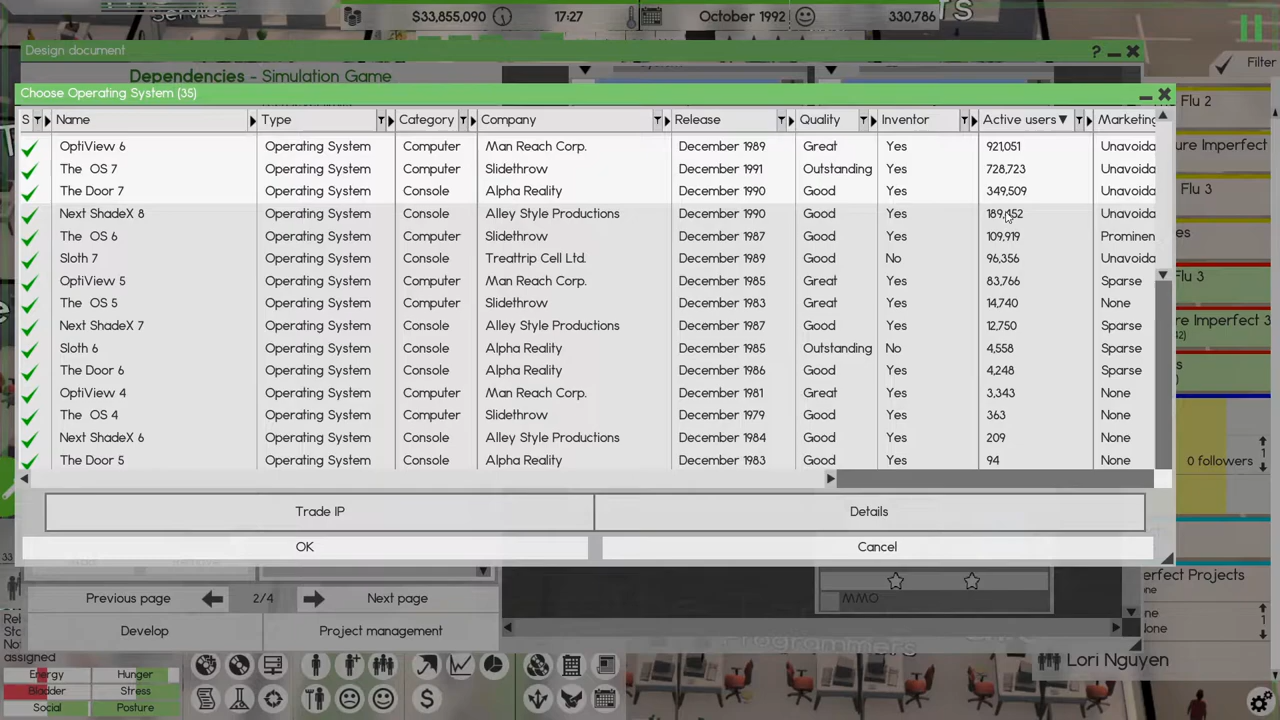 $33,855,090 17:27 October 1992 330,786
Design document ?
Filter
Dependencies - Simulation Game
Choose Operating System (35)
S Name Type Category Company Release Quality Inventor Active users Marketing
OptiView 6 Operating System Computer Man Reach Corp. December 1989 Great Yes 921,051 Unavoida
The OS 7 Operating System Computer Slidethrow December 1991 Outstanding Yes 728,723 Unavoida
The Door 7 Operating System Console Alpha Reality December 1990 Good Yes 349,509 Unavoida
Next ShadeX 8 Operating System Console Alley Style Productions December 1990 Good Yes Unavoida
The OS 6 Operating System Computer Slidethrow December 1987 Good Yes 109,919 Prominen
Sloth 7 Operating System Console Treattrip Cell Ltd. December 1989 Good No 96,356 Unavoida
OptiView 5 Operating System Computer Man Reach Corp. December 1985 Great Yes 83,766 Sparse
The OS 5 Operating System Computer Slidethrow December 1983 Great Yes 14,740 None
Next ShadeX 7 Operating System Console Alley Style Productions December 1987 Good Yes 12,750 Sparse
Sloth 6 Operating System Console Alpha Reality December 1985 Outstanding No 4,558 Sparse
The Door 6 Operating System Console Alpha Reality December 1986 Good Yes 4,248 Sparse
OptiView 4 Operating System Computer Man Reach Corp. December 1981 Great Yes 3,343 None
The OS 4 Operating System Computer Slidethrow December 1979 Good Yes 363 None
Next ShadeX 6 Operating System Console Alley Style Productions December 1984 Good Yes 209 None
The Door 5 Operating System Console Alpha Reality December 1983 Good Yes 94 None
Trade IP Details
OK Cancel
Flu 2
ure Imperfect
Flu 3
es
Flu 3
re Imperfect 3
0 followers 1
erfect Projects
1
MMO
Previous page 2/4 Next page
Develop Project management
assigned
Energy Hunger
Bladder Stress
Social Posture
Programmers
Lori Nguyen